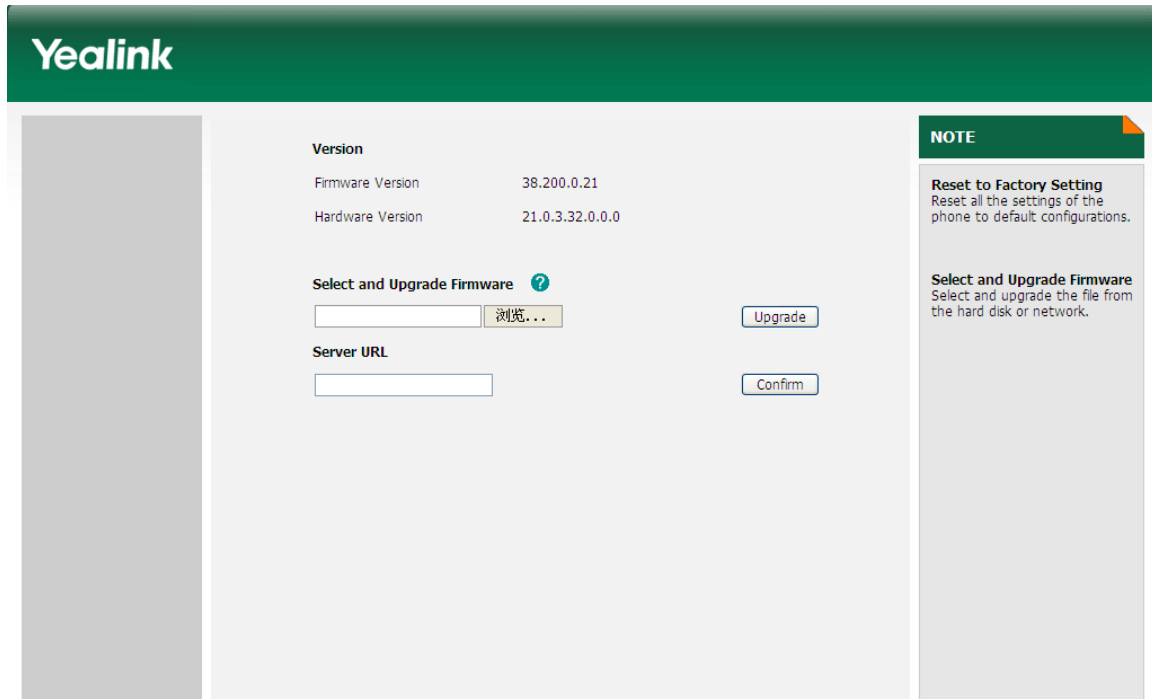 Yealink
Version
Firmware Version 38.200.0.21
Hardware Version 21.0.3.32.0.0.0
Select and Upgrade Firmware ?
浏览... Upgrade
Server URL
Confirm
NOTE
Reset to Factory Setting
Reset all the settings of the
phone to default configurations.
Select and Upgrade Firmware
Select and upgrade the file from
the hard disk or network.